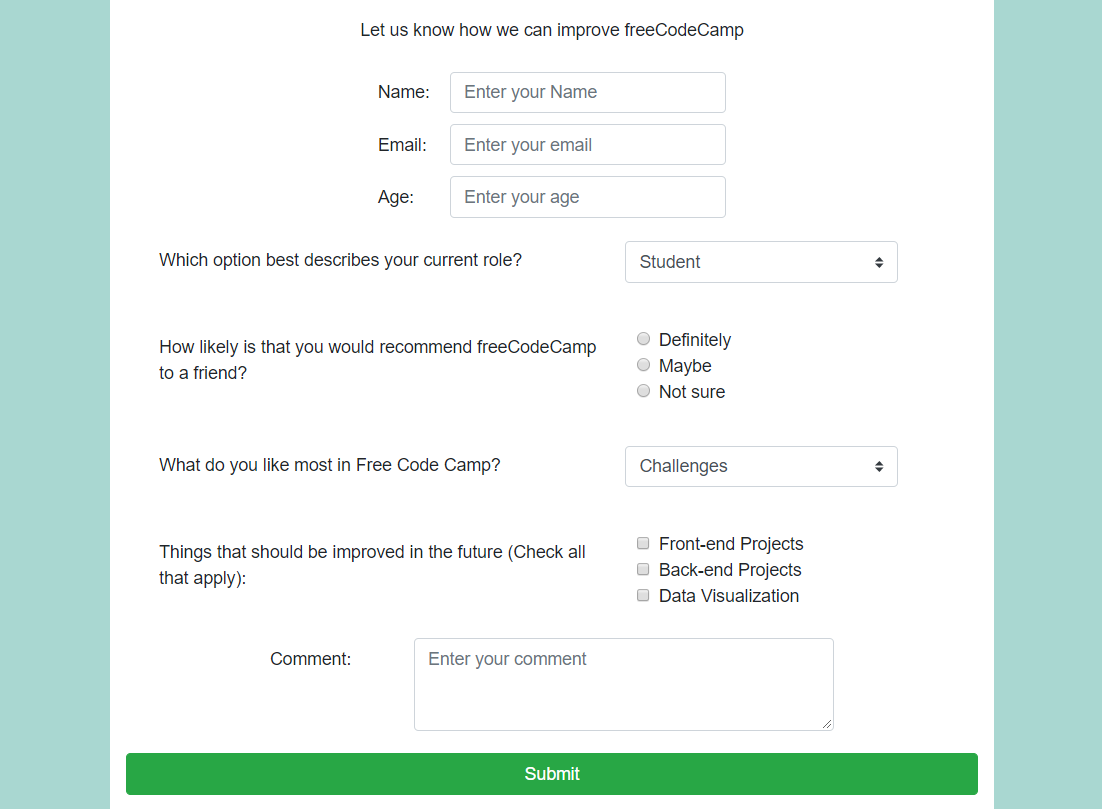 Let us know how we can improve freeCodeCamp
Name: Enter your Name
Email: Enter your email
Age: Enter your age
Which option best describes your current role? Student
How likely is that you would recommend freeCodeCamp
to a friend?
Definitely
Maybe
Not sure
What do you like most in Free Code Camp? Challenges
Things that should be improved in the future (Check all
that apply):
Front-end Projects
Back-end Projects
Data Visualization
Comment: Enter your comment
Submit